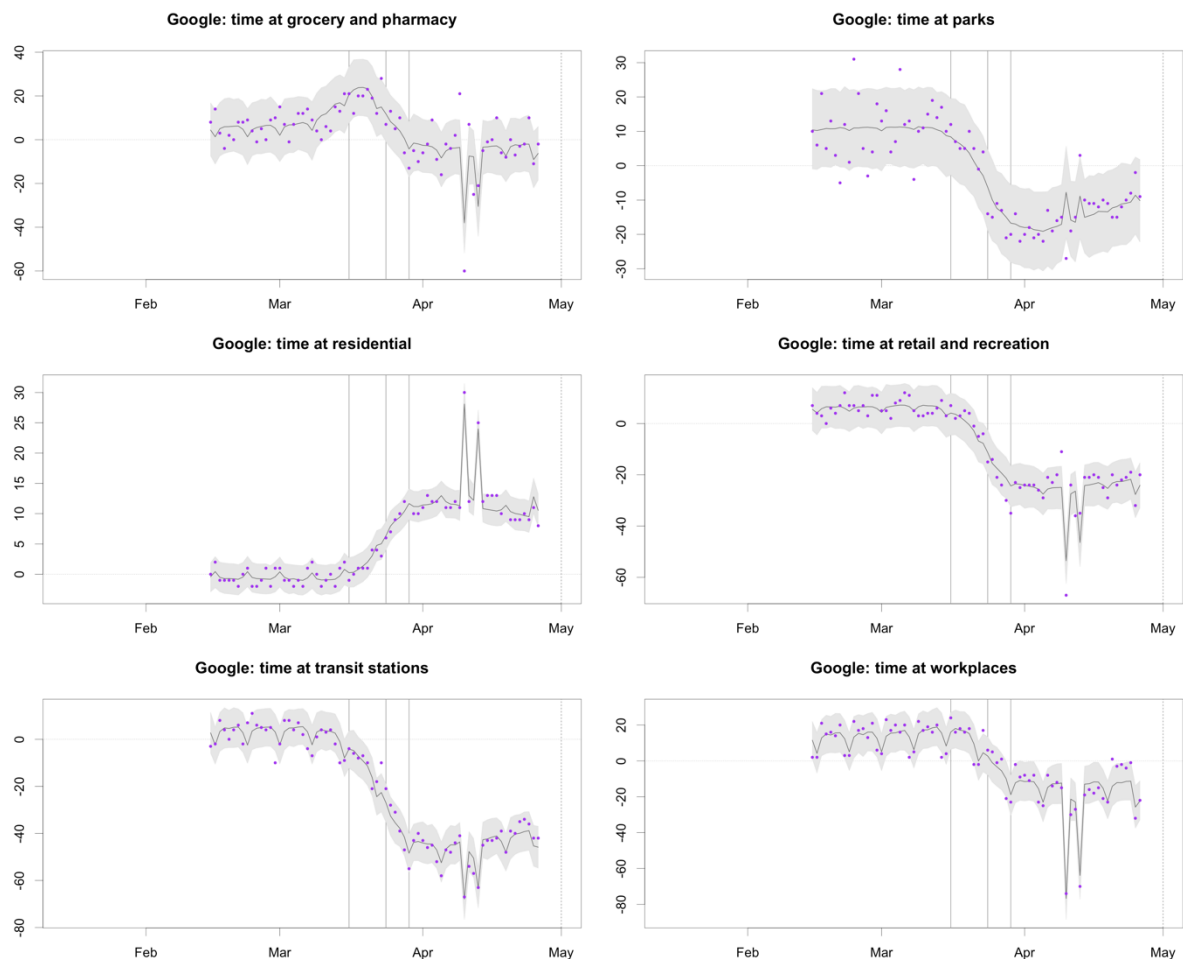 Google: time at grocery and pharmacy
40
20
0
-20
-40
-60
Feb Mar Apr May
Google: time at parks
30
20
10
0
-10
-20
-30
Feb Mar Apr May
Google: time at residential
30
25
20
15
10
5
0
Feb Mar Apr May
Google: time at retail and recreation
0
-20
-40
-60
Feb Mar Apr May
Google: time at transit stations
0
-20
-40
-60
-80
Feb Mar Apr May
Google: time at workplaces
20
0
-20
-40
-60
-80
Feb Mar Apr May